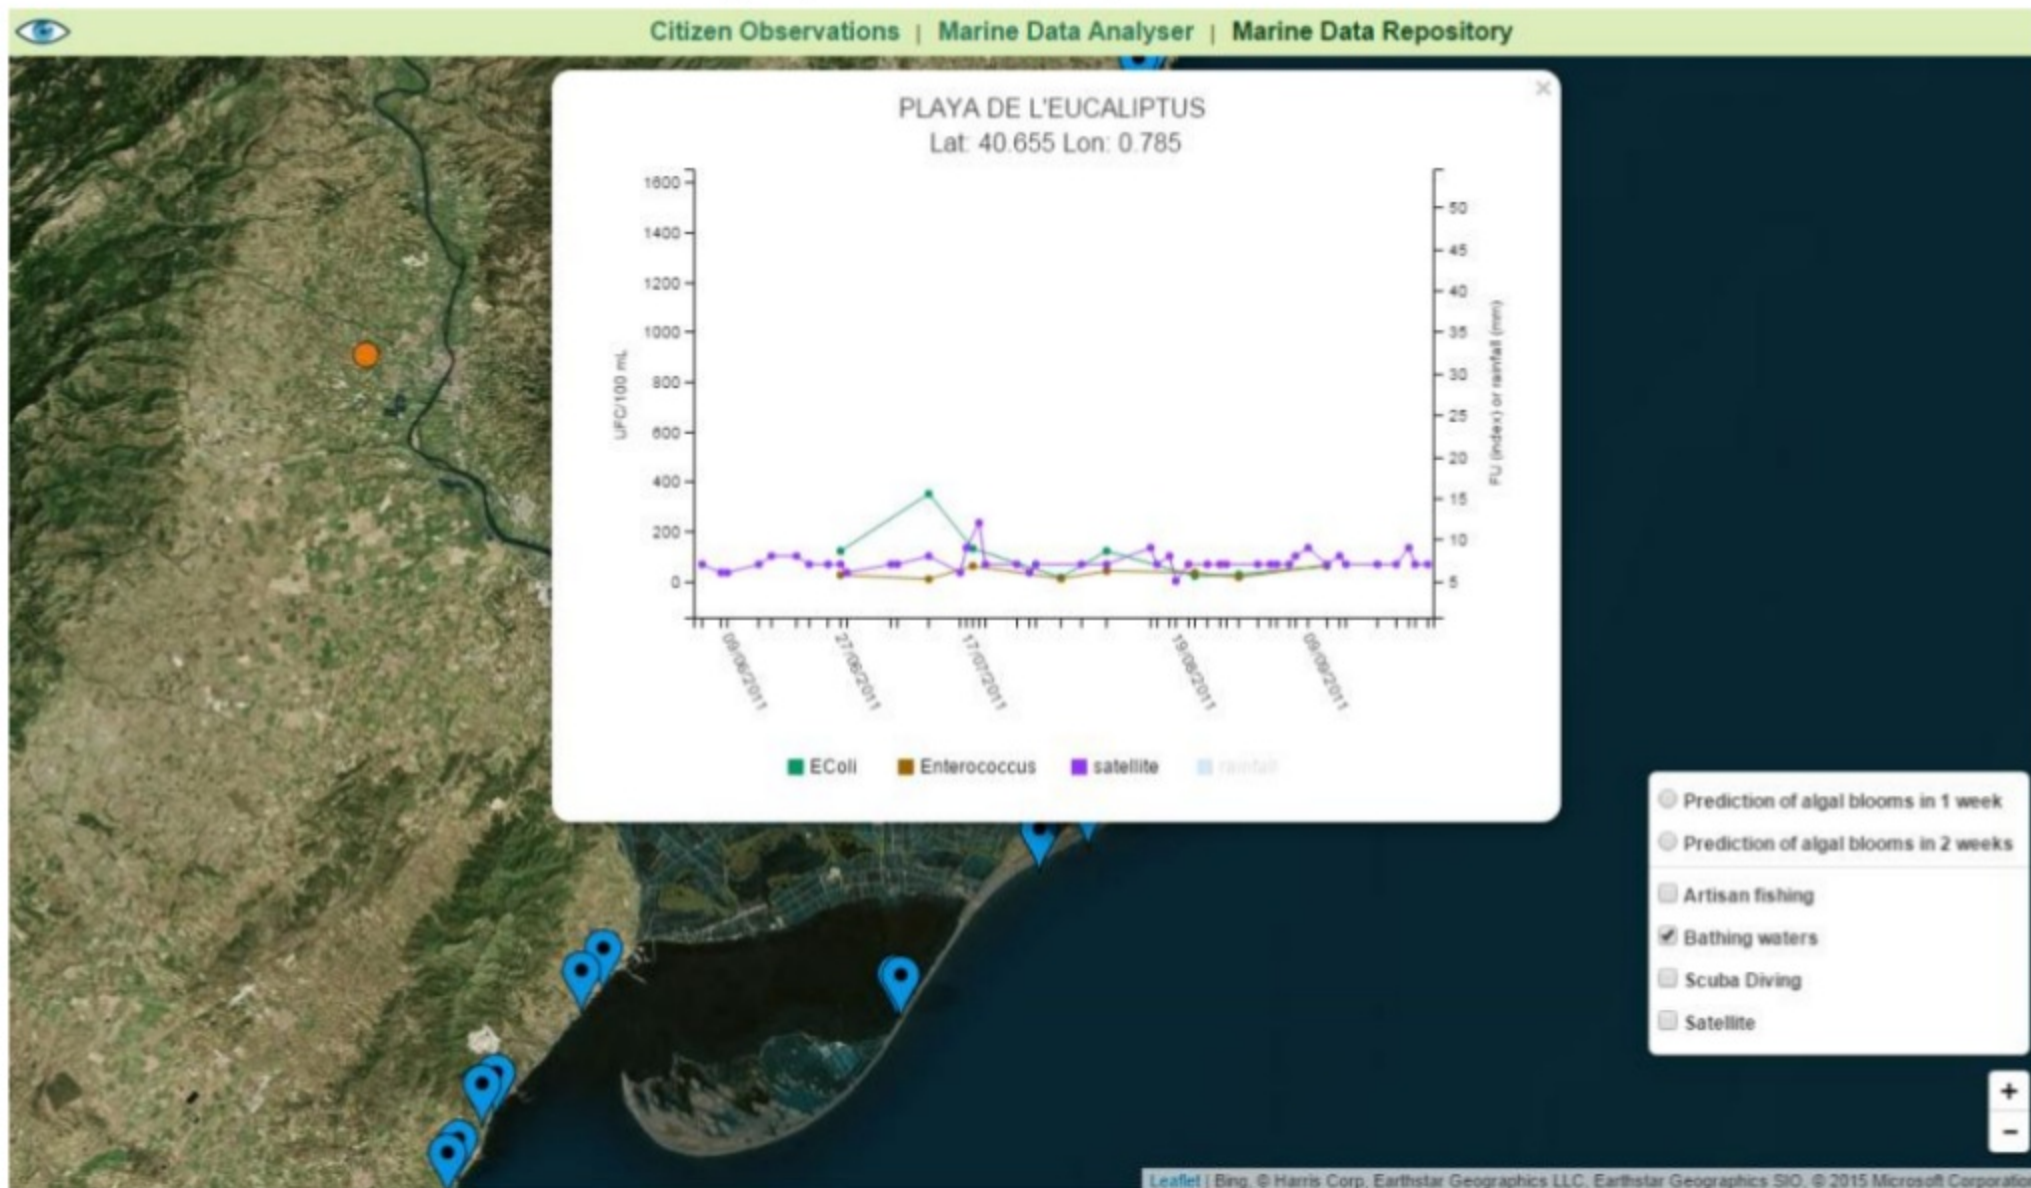 Citizen Observations | Marine Data Analyser | Marine Data Repository
×
PLAYA DE L'EUCALIPTUS
Lat: 40.655 Lon: 0.785
1600
1400
1200
1000
800
600
400
200
0
UFC/100 mL
50
45
40
35
30
25
20
15
10
5
FU (index) or rainfall (mm)
09/06/2011
27/06/2011
17/07/2011
19/08/2011
09/09/2011
EColi
Enterococcus
satellite
rainfall
Prediction of algal blooms in 1 week
Prediction of algal blooms in 2 weeks
Artisan fishing
Bathing waters
Scuba Diving
Satellite
+
−
Leaflet | Bing, © Harris Corp, Earthstar Geographics LLC, Earthstar Geographics SIO, © 2015 Microsoft Corporation